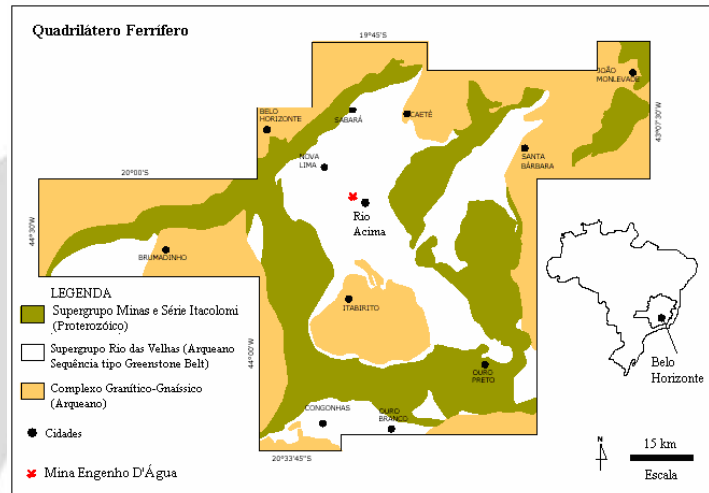 Quadrilátero Ferrífero
19°45'S
JOÃO
MONLEVADE
BELO
HORIZONTE
SABARÁ
CAETÉ
43°07'30"W
NOVA
LIMA
SANTA
BÁRBARA
20°00'S
Rio
Acima
44°30'W
BRUMADINHO
ITABIRITO
44°00'W
OURO
PRETO
CONGONHAS
OURO
BRANCO
20°33'45"S
LEGENDA
Supergrupo Minas e Série Itacolomi
(Proterozóico)
Supergrupo Rio das Velhas (Arqueano
Sequência tipo Greenstone Belt)
Complexo Granítico-Gnaíssico
(Arqueano)
Cidades
Mina Engenho D'Água
Belo
Horizonte
N
15 km
Escala